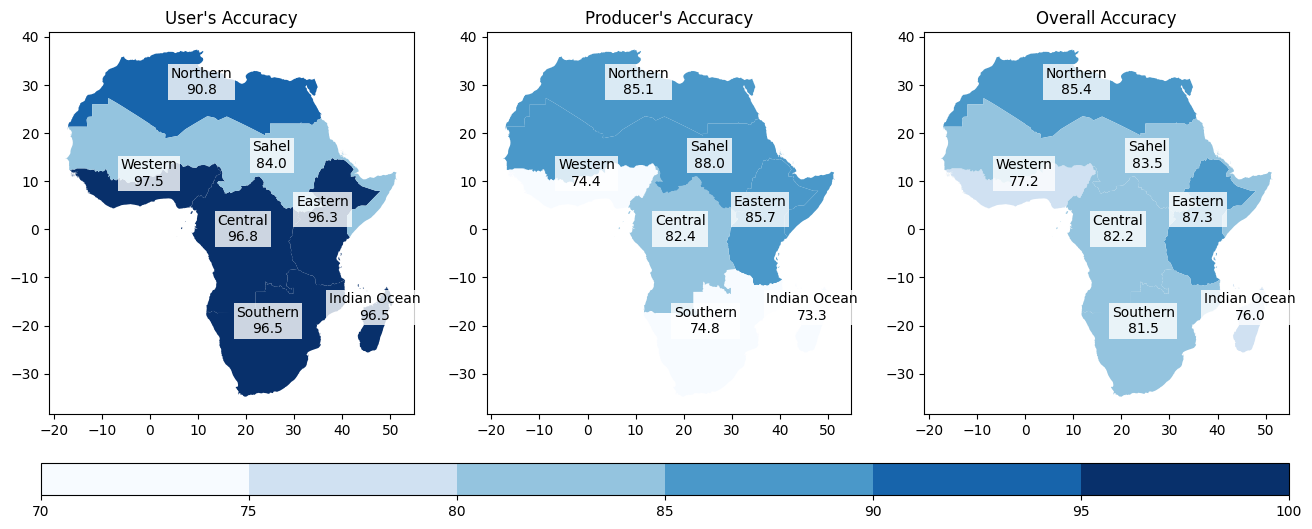 User's Accuracy
40
30
20
10
0
−10
−20
−30
−20 −10 0 10 20 30 40 50
Northern
90.8
Sahel
84.0
Western
97.5
Eastern
96.3
Central
96.8
Indian Ocean
96.5
Southern
96.5
Producer's Accuracy
40
30
20
10
0
−10
−20
−30
−20 −10 0 10 20 30 40 50
Northern
85.1
Sahel
88.0
Western
74.4
Eastern
85.7
Central
82.4
Indian Ocean
73.3
Southern
74.8
Overall Accuracy
40
30
20
10
0
−10
−20
−30
−20 −10 0 10 20 30 40 50
Northern
85.4
Sahel
83.5
Western
77.2
Eastern
87.3
Central
82.2
Indian Ocean
76.0
Southern
81.5
70 75 80 85 90 95 100